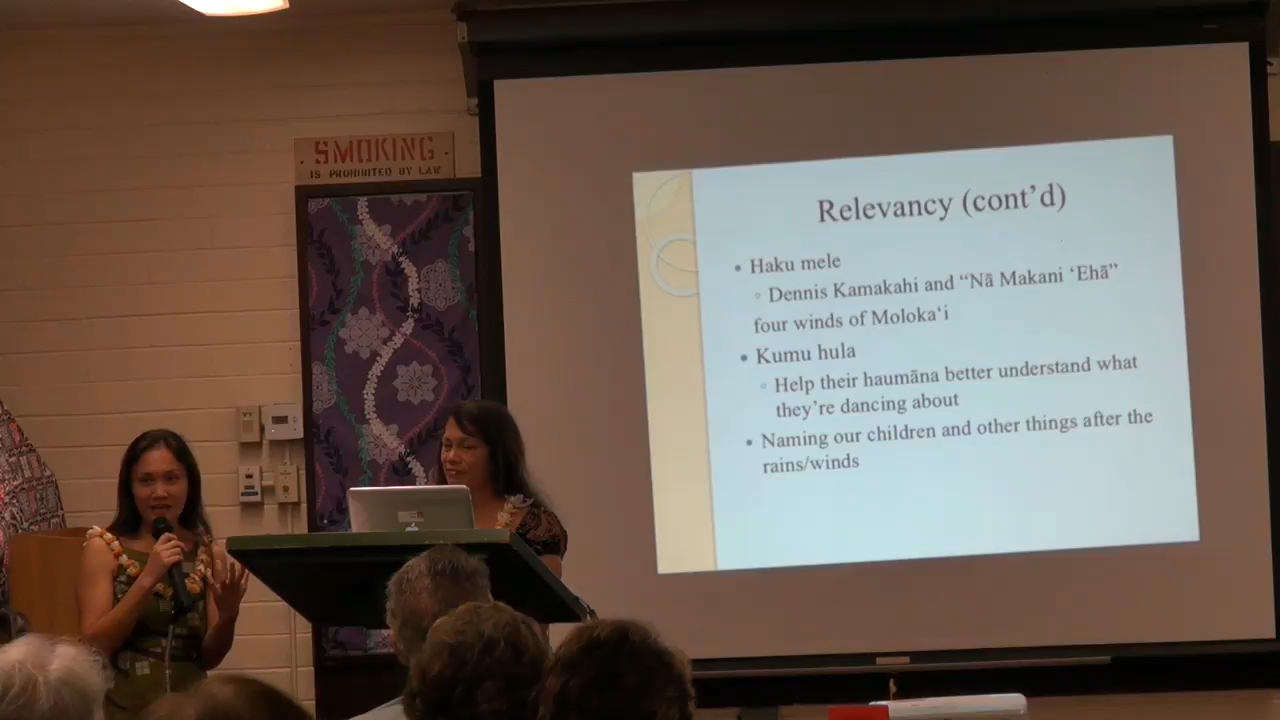 SMOKING
IS PROHIBITED BY LAW
Relevancy (cont’d)
• Haku mele
◦ Dennis Kamakahi and “Nā Makani ʻEhā”
four winds of Molokaʻi
• Kumu hula
◦ Help their haumāna better understand what
they’re dancing about
• Naming our children and other things after the
rains/winds